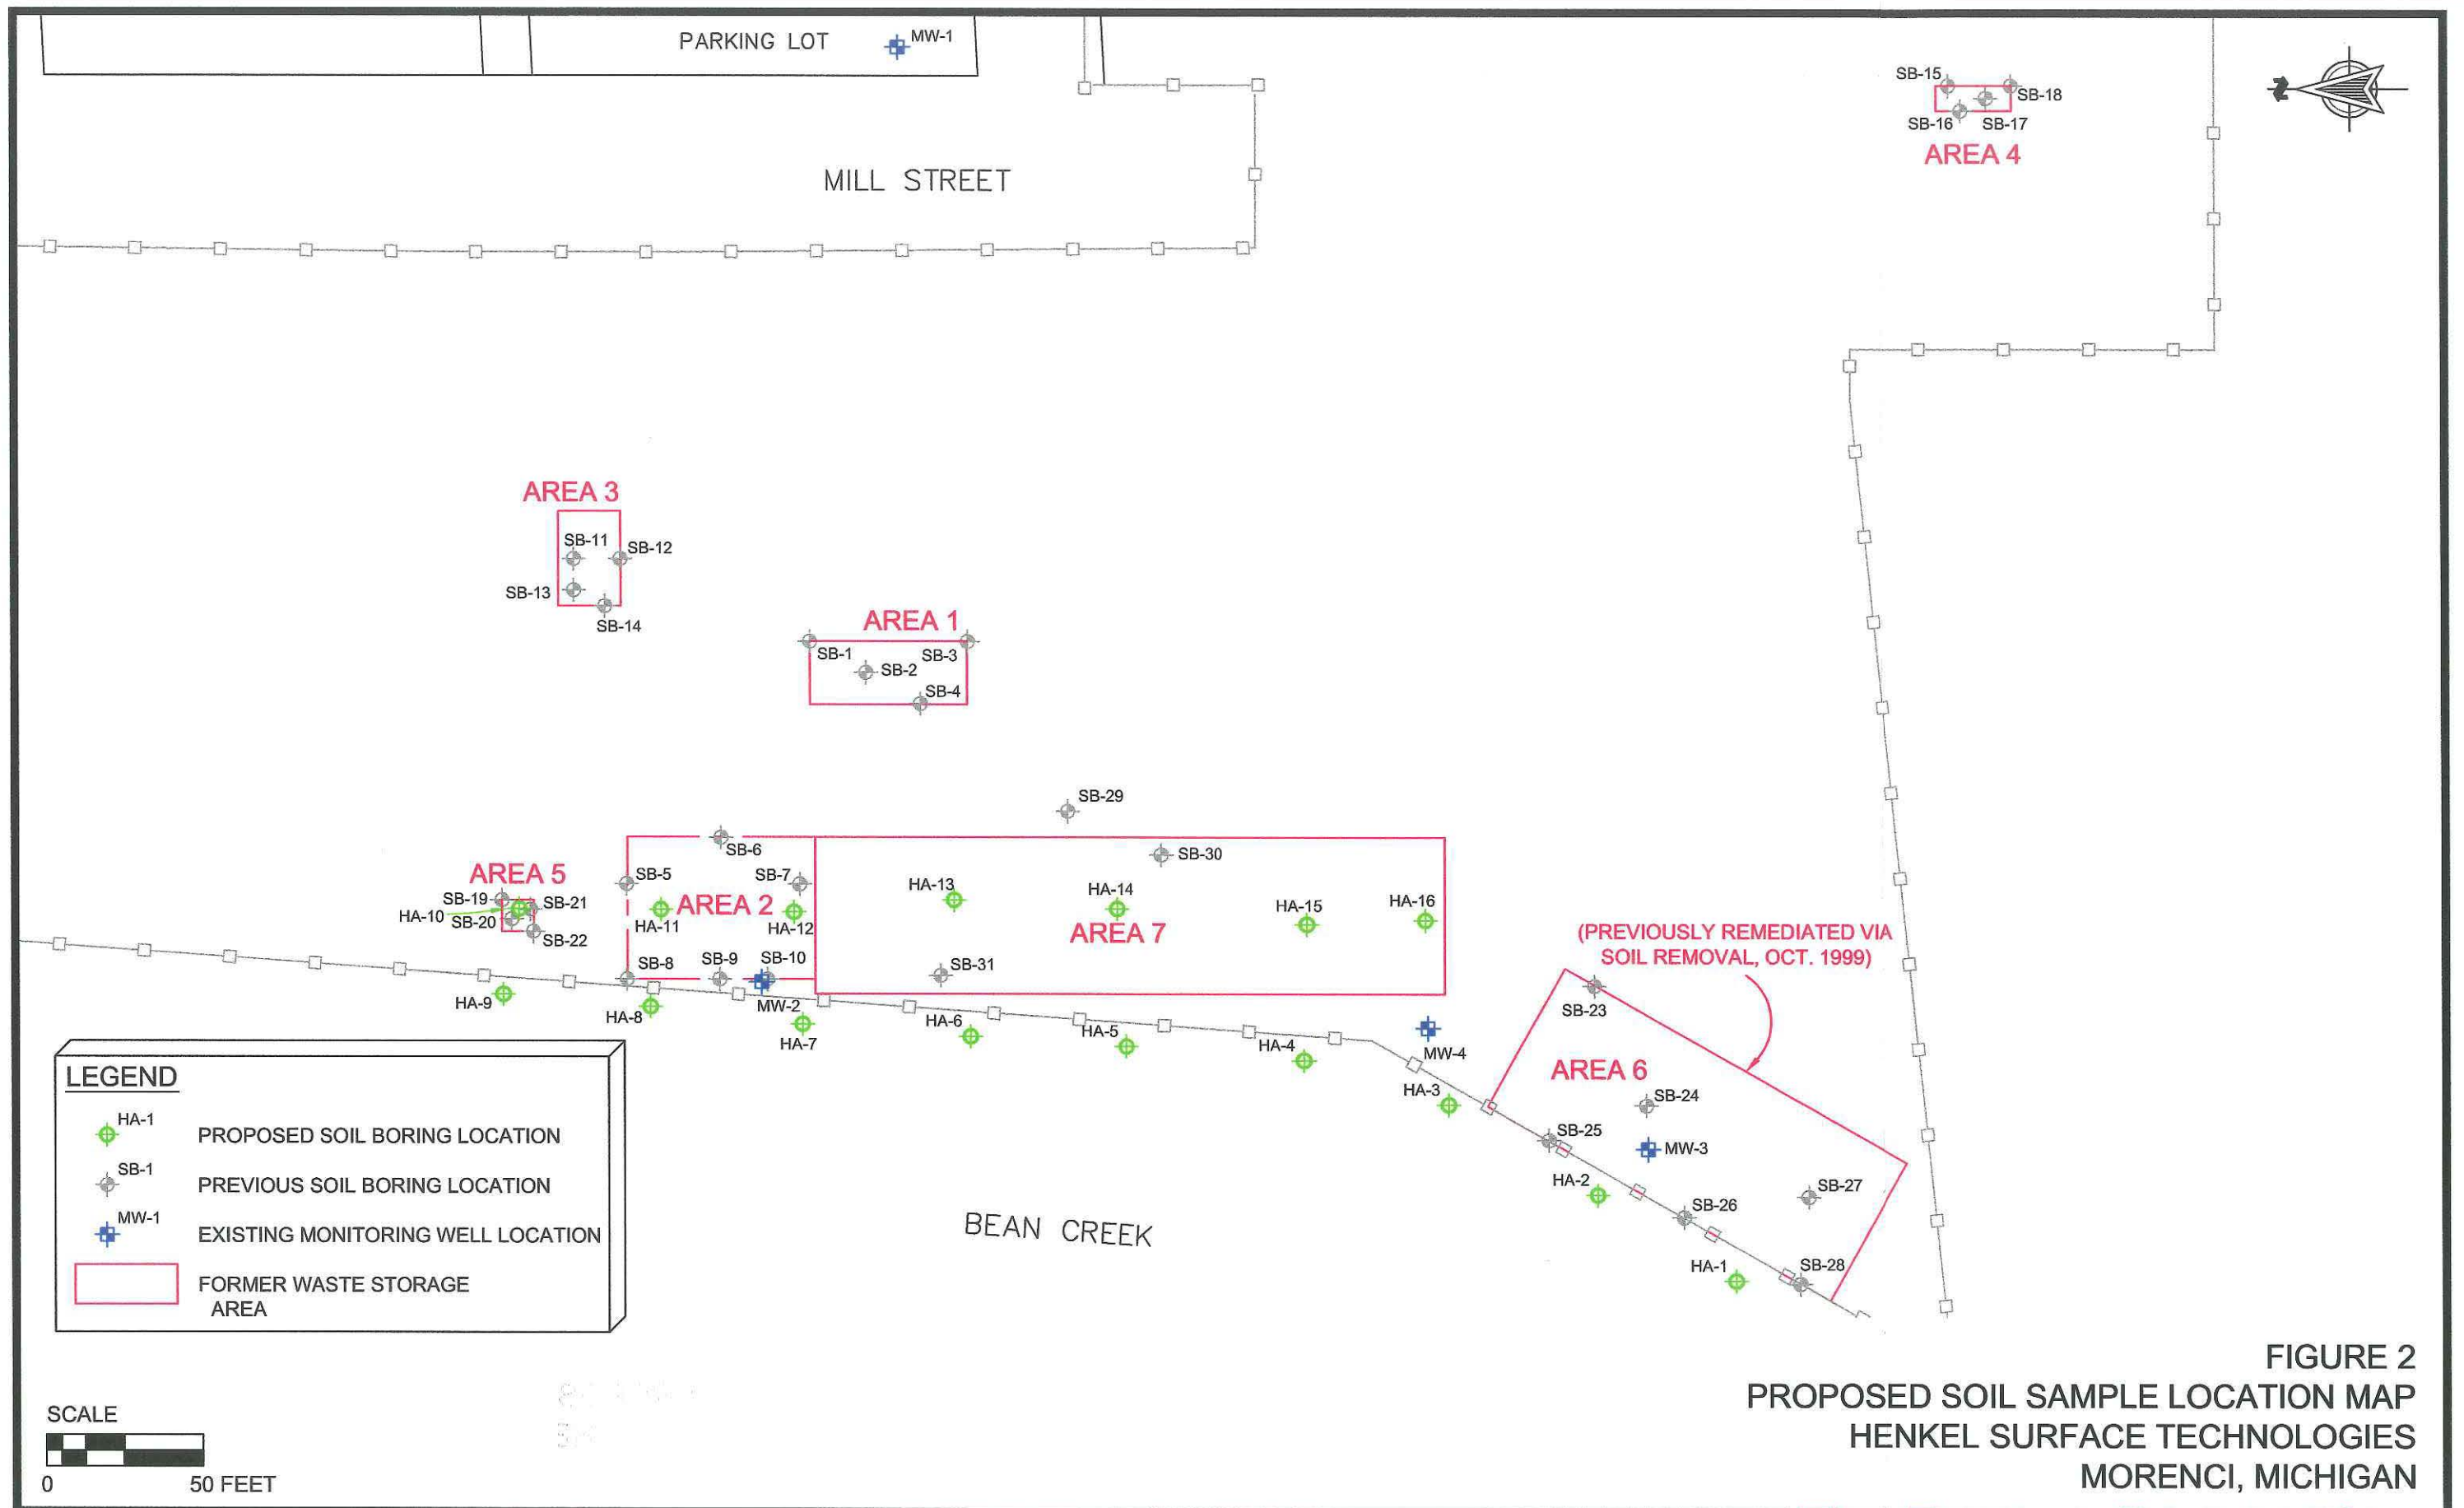 PARKING LOT
MW-1
MILL STREET
SB-15
SB-18
SB-16
SB-17
AREA 4
AREA 3
SB-11
SB-12
SB-13
SB-14
AREA 1
SB-1
SB-3
SB-2
SB-4
SB-29
SB-6
SB-30
AREA 5
SB-5
SB-7
HA-13
HA-14
SB-19
SB-21
HA-10
SB-20
AREA 2
HA-15
HA-16
HA-11
HA-12
AREA 7
SB-22
(PREVIOUSLY REMEDIATED VIA
SOIL REMOVAL, OCT. 1999)
SB-8
SB-9
SB-10
SB-31
HA-9
HA-8
MW-2
HA-7
HA-6
HA-5
HA-4
SB-23
MW-4
HA-3
AREA 6
SB-24
SB-25
MW-3
HA-2
SB-27
SB-26
HA-1
SB-28
BEAN CREEK
LEGEND
HA-1
PROPOSED SOIL BORING LOCATION
SB-1
PREVIOUS SOIL BORING LOCATION
MW-1
EXISTING MONITORING WELL LOCATION
FORMER WASTE STORAGE
AREA
SCALE
0 50 FEET
FIGURE 2
PROPOSED SOIL SAMPLE LOCATION MAP
HENKEL SURFACE TECHNOLOGIES
MORENCI, MICHIGAN